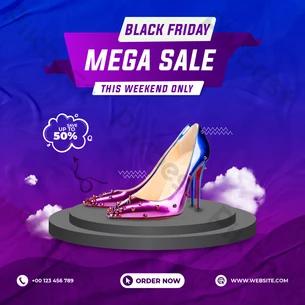 BLACK FRIDAY
MEGA SALE
THIS WEEKEND ONLY
SAVE
UP TO
50%
+00 123 456 789
ORDER NOW
WWW.WEBSITE.COM